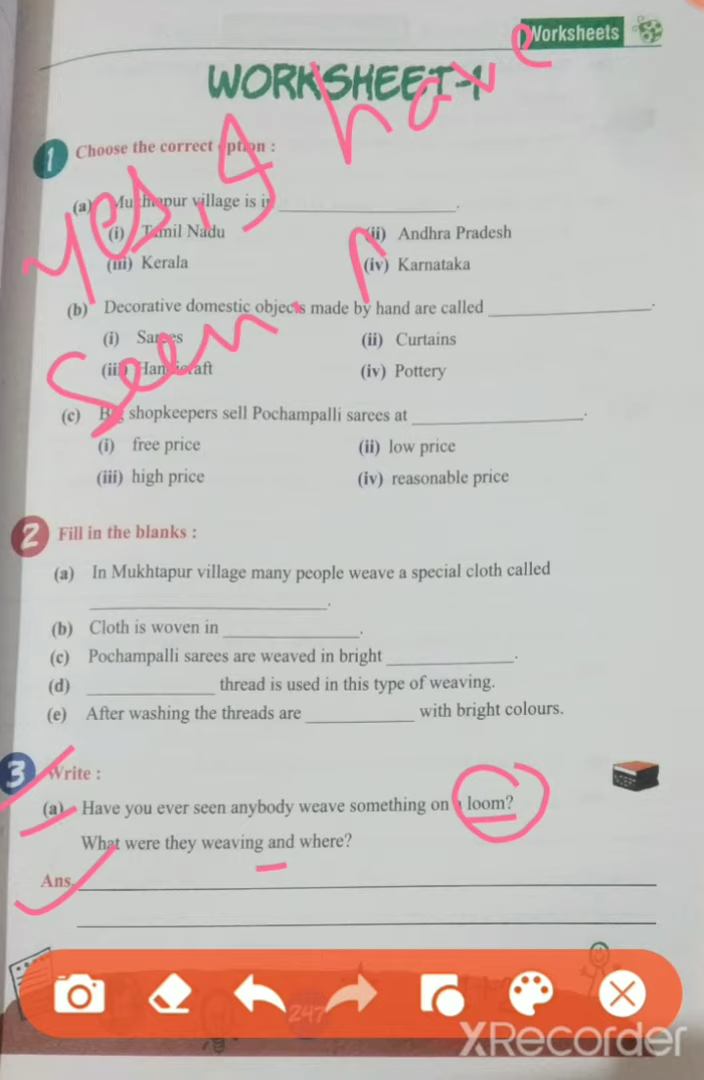 Worksheets
WORKSHEET-1
1 Choose the correct option :
(a) Mukhtapur village is in ____________.
(i) Tamil Nadu (ii) Andhra Pradesh
(iii) Kerala (iv) Karnataka
(b) Decorative domestic objects made by hand are called ____________.
(i) Sarees (ii) Curtains
(iii) Handicraft (iv) Pottery
(c) Big shopkeepers sell Pochampalli sarees at ____________.
(i) free price (ii) low price
(iii) high price (iv) reasonable price
2 Fill in the blanks :
(a) In Mukhtapur village many people weave a special cloth called
____________.
(b) Cloth is woven in ____________.
(c) Pochampalli sarees are weaved in bright ____________.
(d) ____________ thread is used in this type of weaving.
(e) After washing the threads are ____________ with bright colours.
3 Write :
(a) Have you ever seen anybody weave something on a loom?
What were they weaving and where?
Ans.
Yes, I have
seen.
247
XRecorder